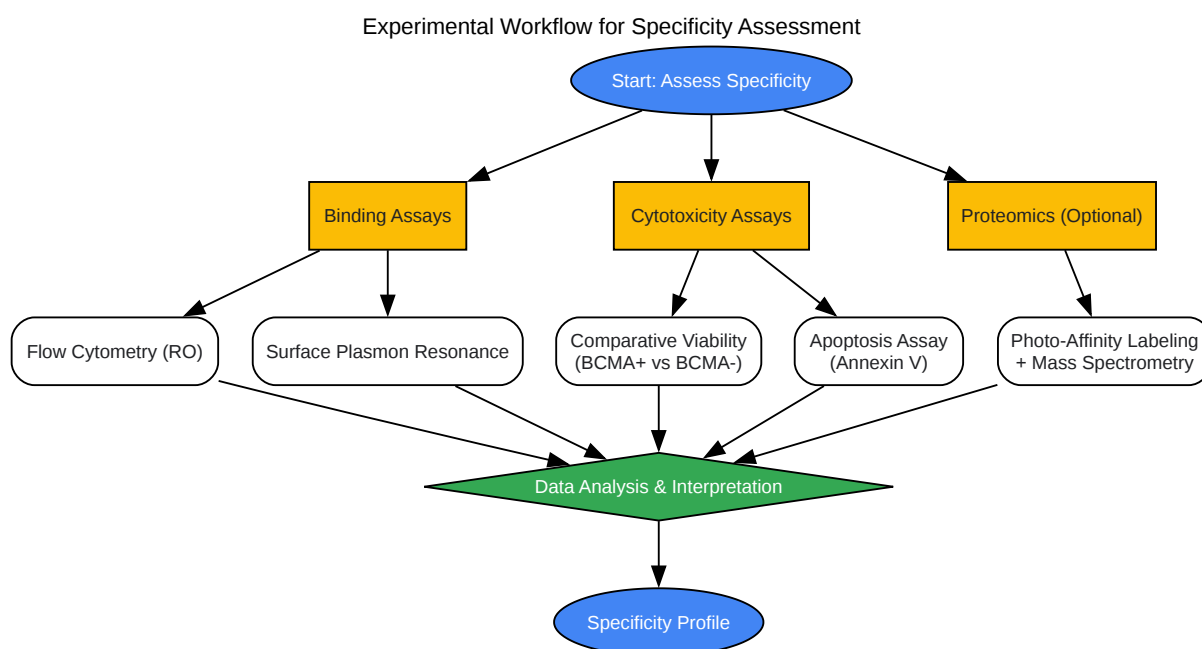 Experimental Workflow for Specificity Assessment
Start: Assess Specificity
Binding Assays
Cytotoxicity Assays
Proteomics (Optional)
Flow Cytometry (RO)
Surface Plasmon Resonance
Comparative Viability
(BCMA+ vs BCMA-)
Apoptosis Assay
(Annexin V)
Photo-Affinity Labeling
+ Mass Spectrometry
Data Analysis & Interpretation
Specificity Profile